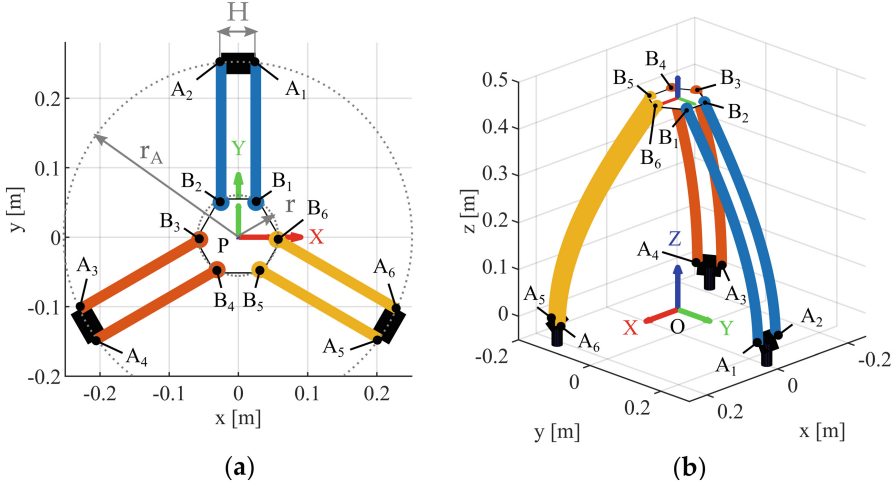 H
A₂
A₁
r_A
Y
B₂
B₁
r
B₆
B₃
P
X
A₃
B₄
B₅
A₆
A₄
A₅
y [m]
0.2
0.1
0
-0.1
-0.2
-0.2
-0.1
0
0.1
0.2
x [m]
(a)
z [m]
0.5
0.4
0.3
0.2
0.1
0
B₄
B₅
B₃
B₂
B₁
B₆
Z
A₄
A₃
A₅
X
O
Y
A₆
A₂
A₁
-0.2
0
0.2
y [m]
0.2
0
-0.2
x [m]
(b)